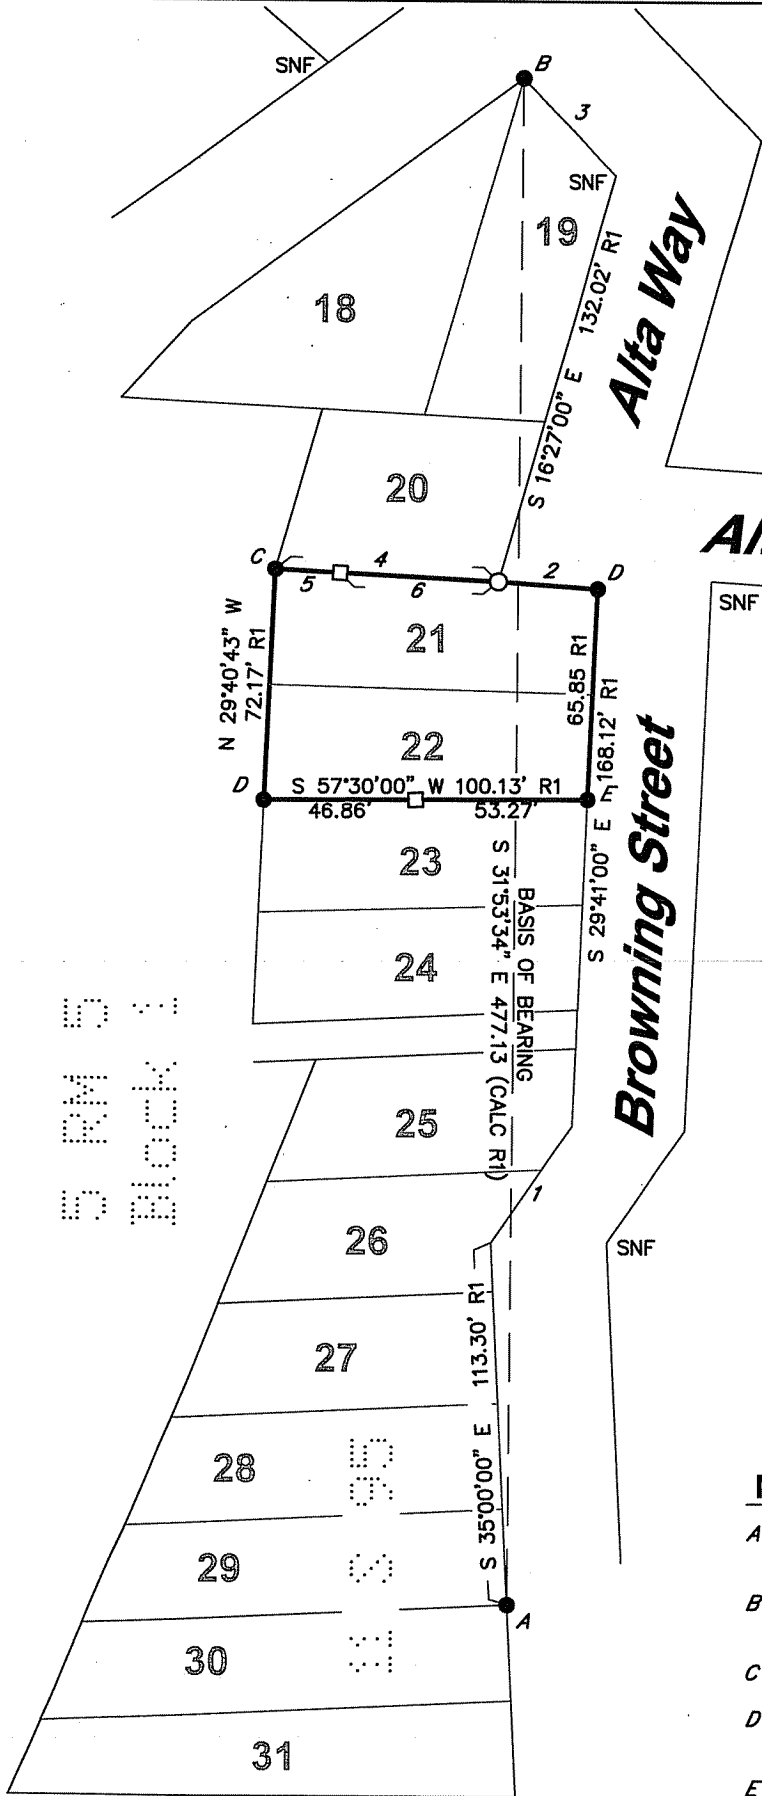 SNF
B
3
SNF
19
132.02' R1
S 16°27'00" E
Alta Way
18
20
C
4
5
6
2
D
SNF
N 29°40'43" W
72.17' R1
21
65.85 R1
168.12' R1
S 29°41'00" E
22
D
S 57°30'00" W 100.13' R1
46.86'
53.27'
E
Browning Street
23
BASIS OF BEARING
S 31°53'34" E 477.13 (CALC R1)
24
5 RM 5
Block 1
25
1
26
SNF
113.30' R1
S 35°00'00" E
27
28
29
A
30
31
A
B
C
D
E